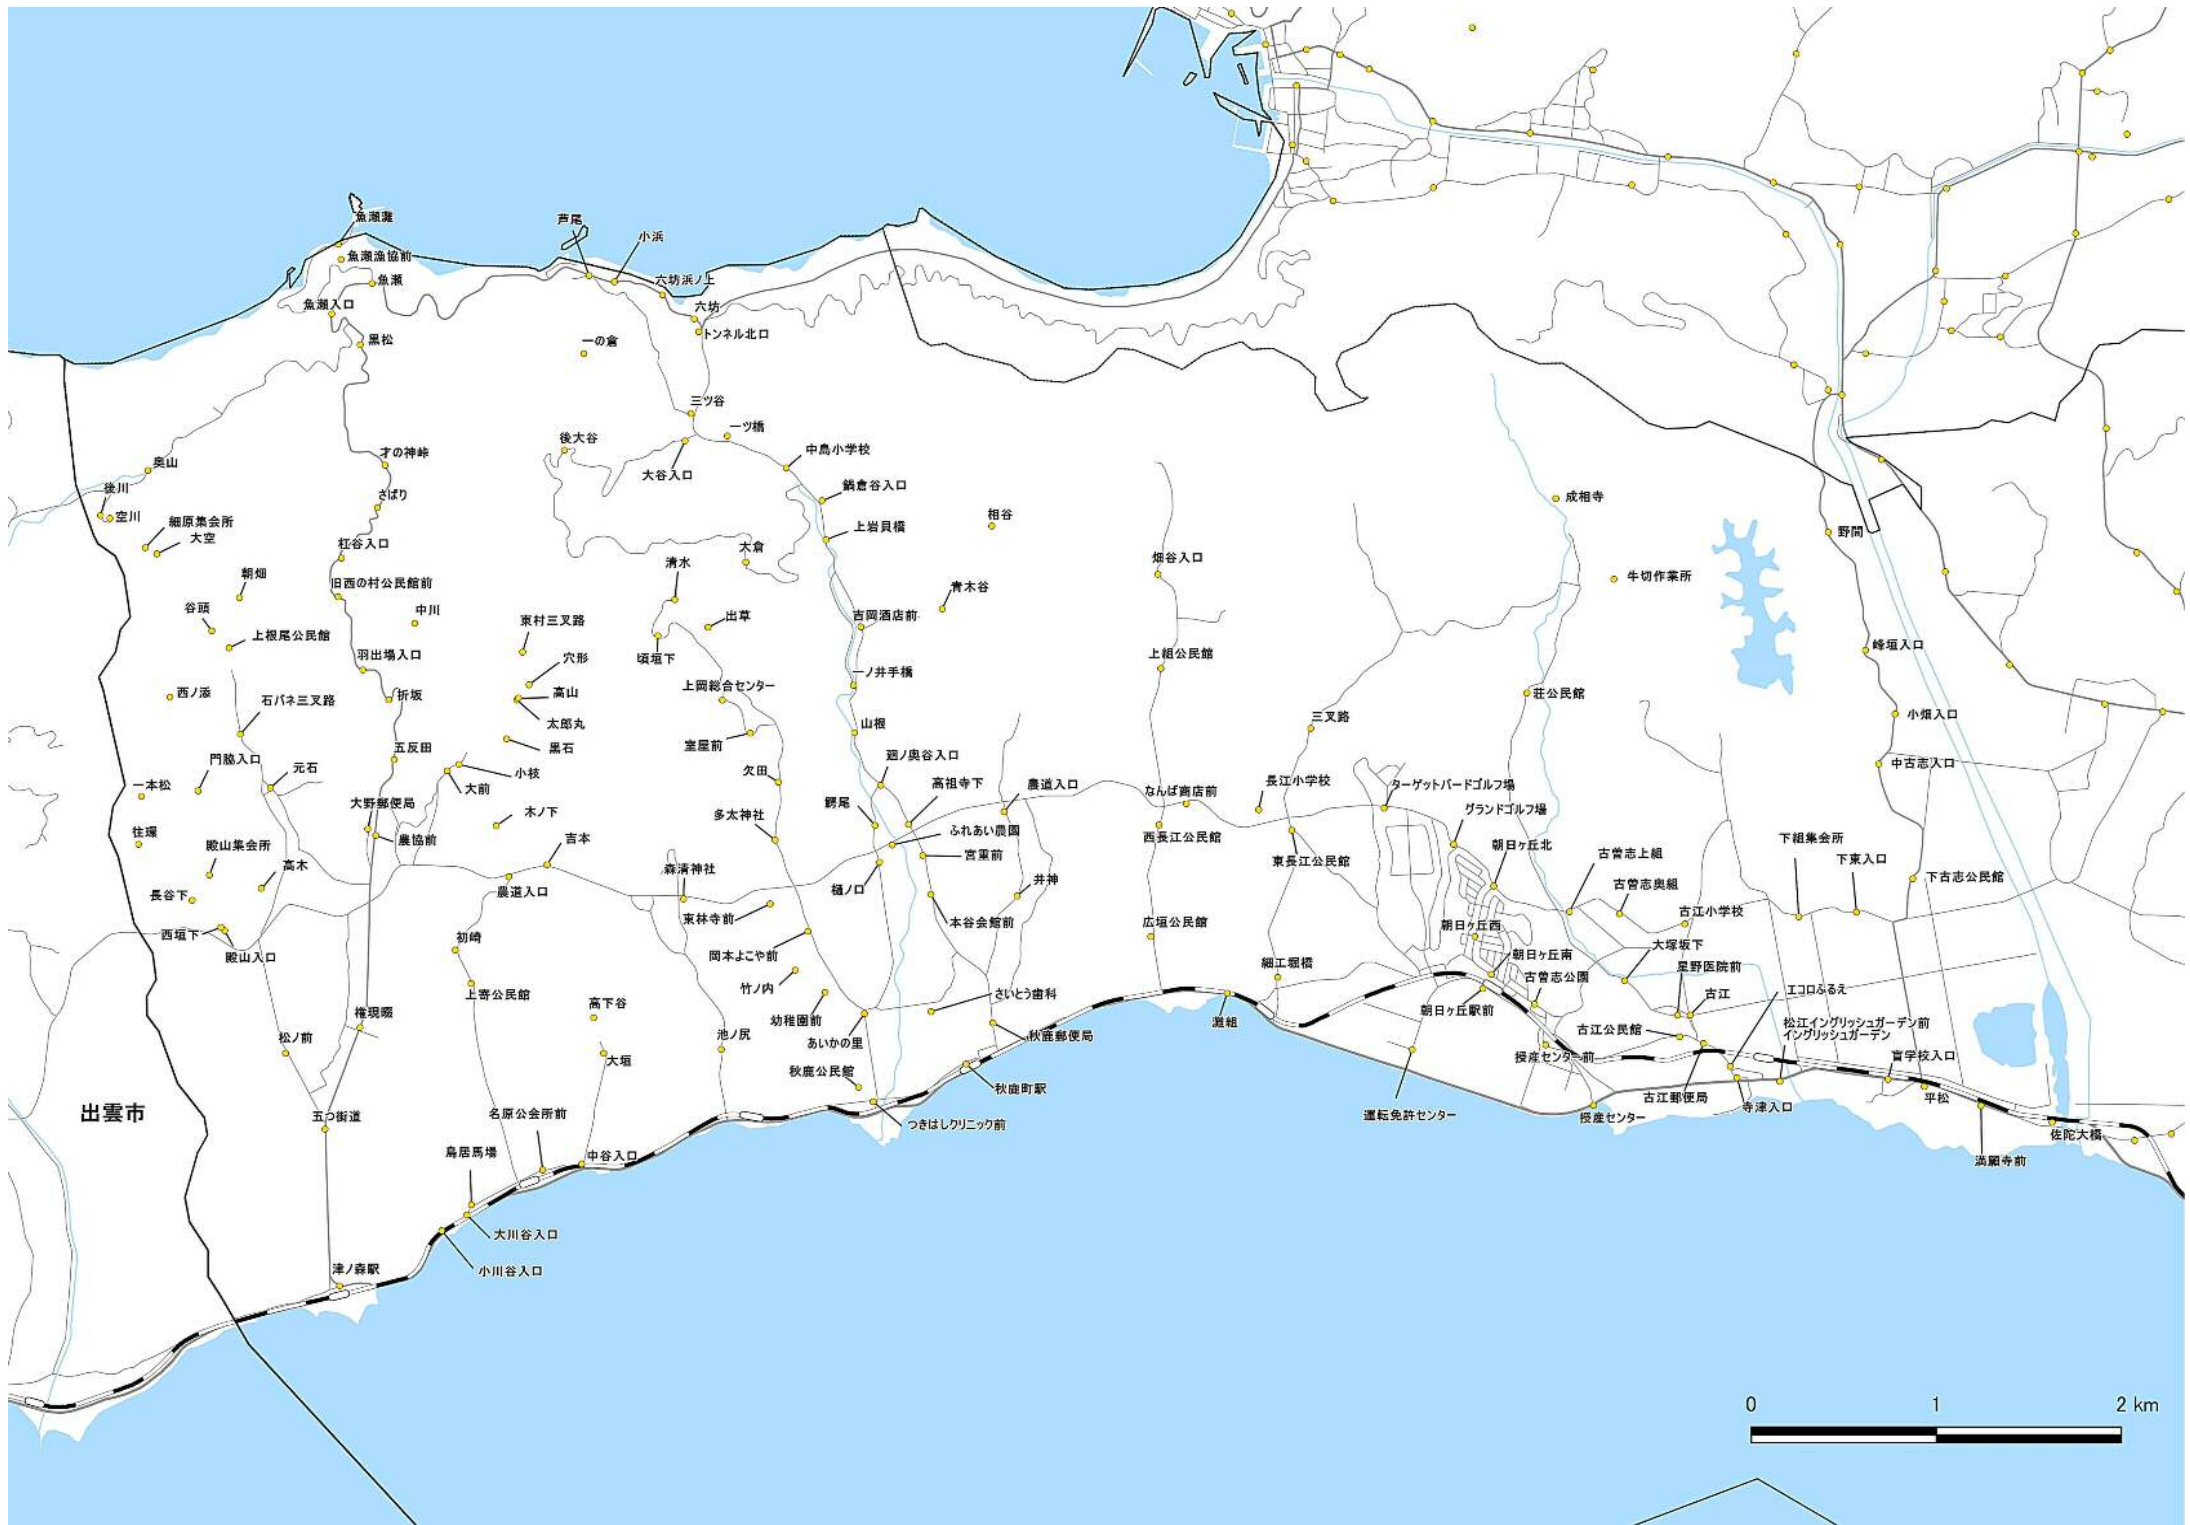 魚瀬灘
芦尾
小浜
魚瀬漁協前
魚瀬
六坊浜ノ上
魚瀬入口
六坊
トンネル北口
黒松
一の倉
三ツ谷
一ツ橋
後大谷
中島小学校
奥山
才の神峠
大谷入口
後川
さばり
鍋倉谷入口
成相寺
空川
細原集会所
相谷
大空
上岩貝橋
野間
杠谷入口
大倉
畑谷入口
朝畑
旧西の村公民館前
清水
牛切作業所
谷頭
中川
青木谷
東村三叉路
出草
吉岡酒店前
上根尾公民館
羽出場入口
穴形
頃垣下
上組公民館
峰垣入口
一ノ井手橋
西ノ添
石バネ三叉路
折坂
高山
上岡総合センター
荘公民館
太郎丸
山根
三叉路
小畑入口
五反田
黒石
室屋前
門脇入口
元石
小枝
欠田
廻ノ奥谷入口
中古志入口
一本松
大前
高祖寺下
農道入口
なんば商店前
長江小学校
ターゲットバードゴルフ場
大野郵便局
木ノ下
多太神社
鰐尾
グランドゴルフ場
住環
殿山集会所
農協前
ふれあい農園
西長江公民館
下組集会所
吉本
宮重前
東長江公民館
朝日ヶ丘北
古曽志上組
下東入口
高木
森清神社
下古志公民館
長谷下
農道入口
樋ノ口
井神
古曽志奥組
東林寺前
本谷会館前
広垣公民館
古江小学校
西垣下
初崎
朝日ヶ丘西
殿山入口
岡本よこや前
朝日ヶ丘南
大塚坂下
細工堀橋
星野医院前
上寄公民館
竹ノ内
さいとう歯科
古曽志公園
エコロふるえ
高下谷
古江
権現畷
幼稚園前
灘組
朝日ヶ丘駅前
松江イングリッシュガーデン前
松ノ前
池ノ尻
あいかの里
秋鹿郵便局
古江公民館
イングリッシュガーデン
大垣
授産センター前
盲学校入口
秋鹿公民館
秋鹿町駅
出雲市
五つ街道
名原公会所前
運転免許センター
古江郵便局
平松
つきはしクリニック前
授産センター
寺津入口
佐陀大橋
鳥居馬場
中谷入口
満願寺前
大川谷入口
津ノ森駅
小川谷入口
0 1 2 km